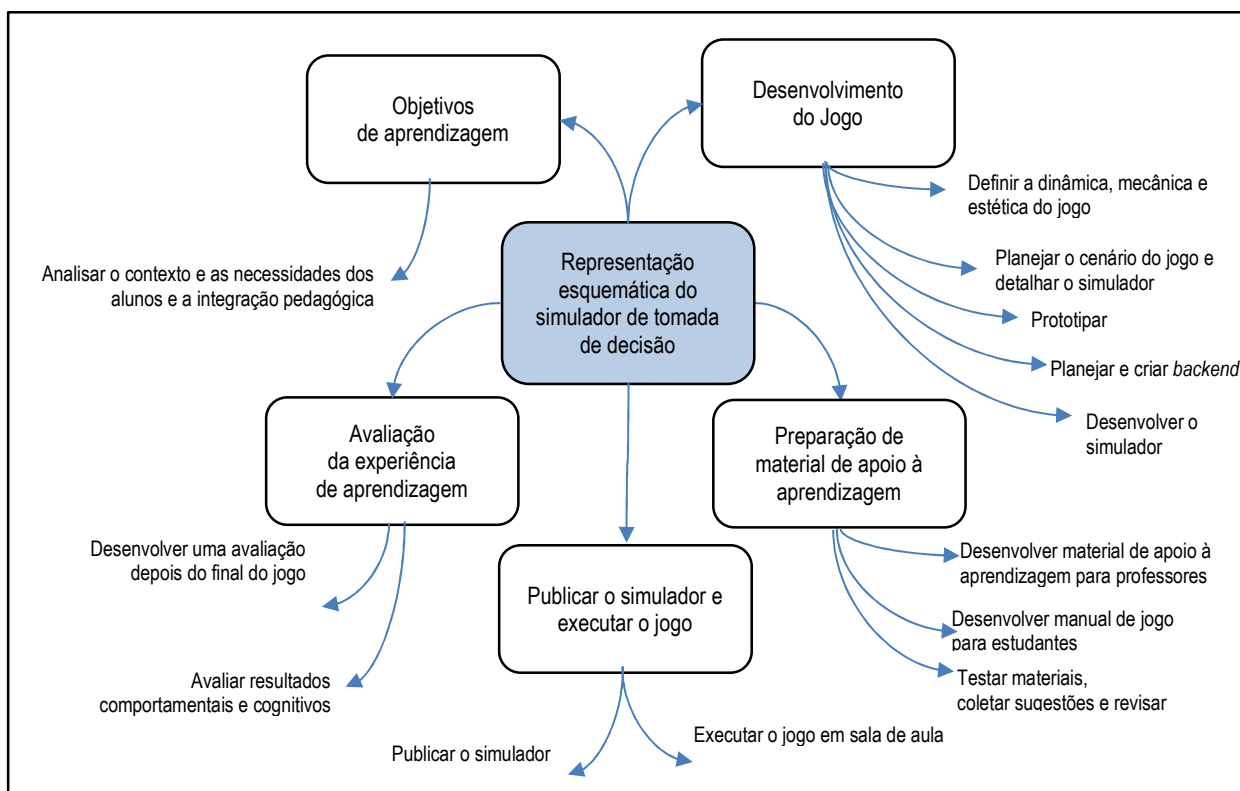 Objetivos
de aprendizagem
Desenvolvimento
do Jogo
Definir a dinâmica, mecânica e
estética do jogo
Planejar o cenário do jogo e
detalhar o simulador
Prototipar
Planejar e criar backend
Desenvolver o
simulador
Analisar o contexto e as necessidades dos
alunos e a integração pedagógica
Representação
esquemática do
simulador de tomada
de decisão
Avaliação
da experiência
de aprendizagem
Preparação de
material de apoio à
aprendizagem
Desenvolver uma avaliação
depois do final do jogo
Avaliar resultados
comportamentais e cognitivos
Publicar o simulador e
executar o jogo
Desenvolver material de apoio à
aprendizagem para professores
Desenvolver manual de jogo
para estudantes
Testar materiais,
coletar sugestões e revisar
Publicar o simulador
Executar o jogo em sala de aula